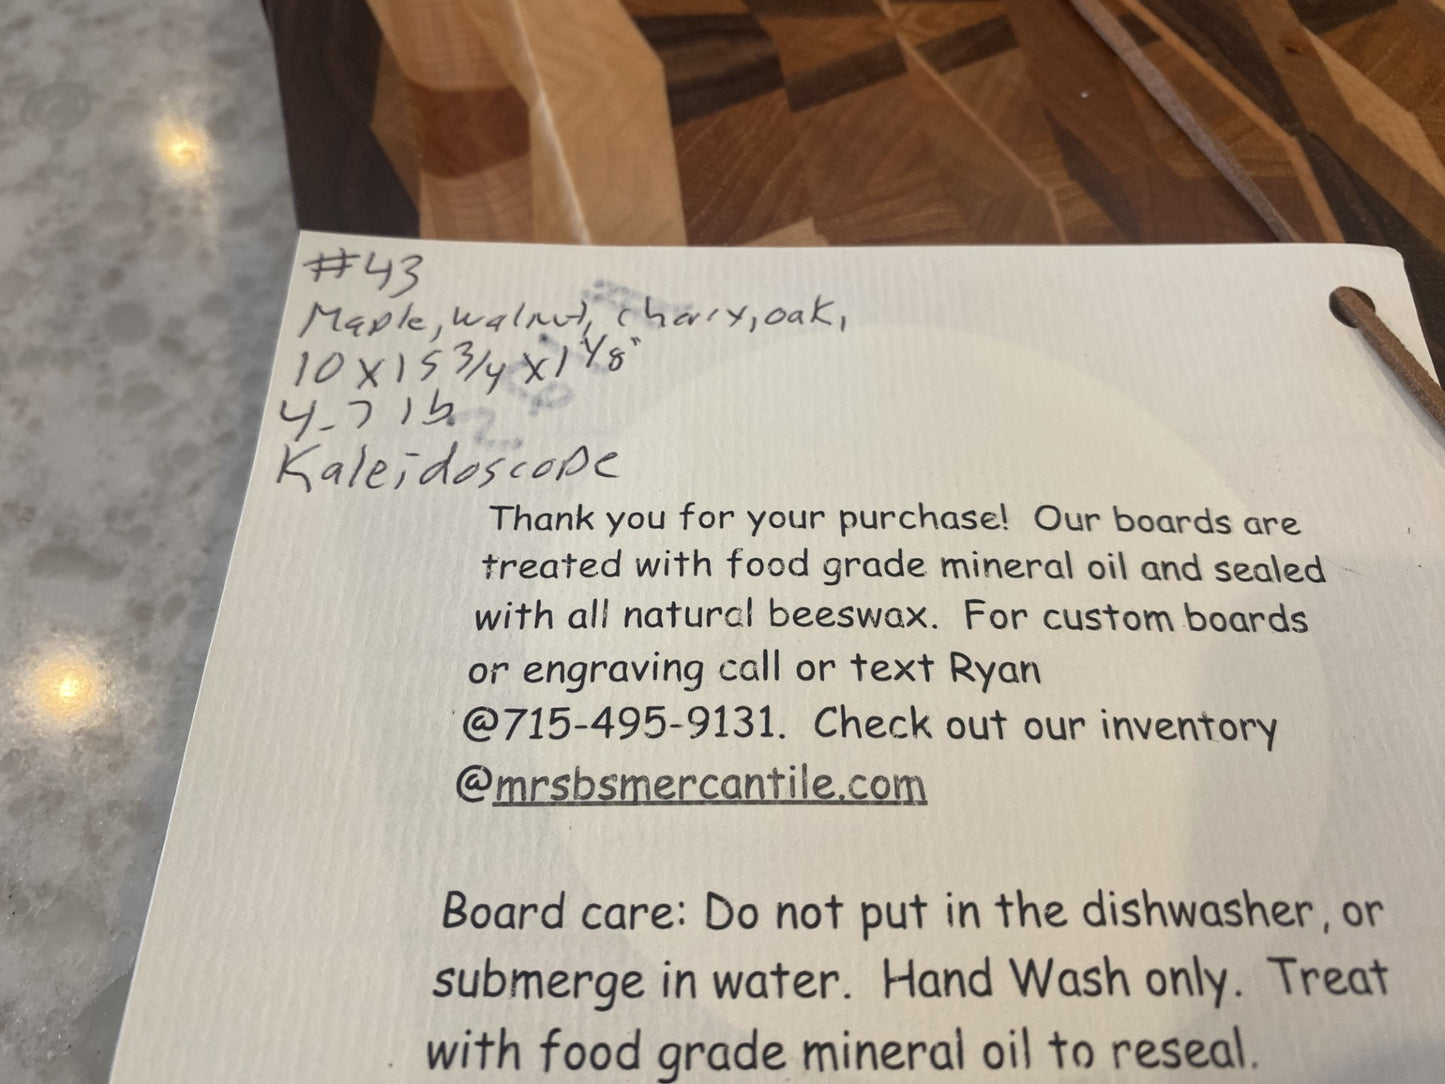 #43
Maple, walnut, cherry, oak,
10 x 15 3/4 x 1 1/8"
4.7 lb
Kaleidoscope
Thank you for your purchase! Our boards are
treated with food grade mineral oil and sealed
with all natural beeswax. For custom boards
or engraving call or text Ryan
@715-495-9131. Check out our inventory
@mrsbsmercantile.com
Board care: Do not put in the dishwasher, or
submerge in water. Hand Wash only. Treat
with food grade mineral oil to reseal.